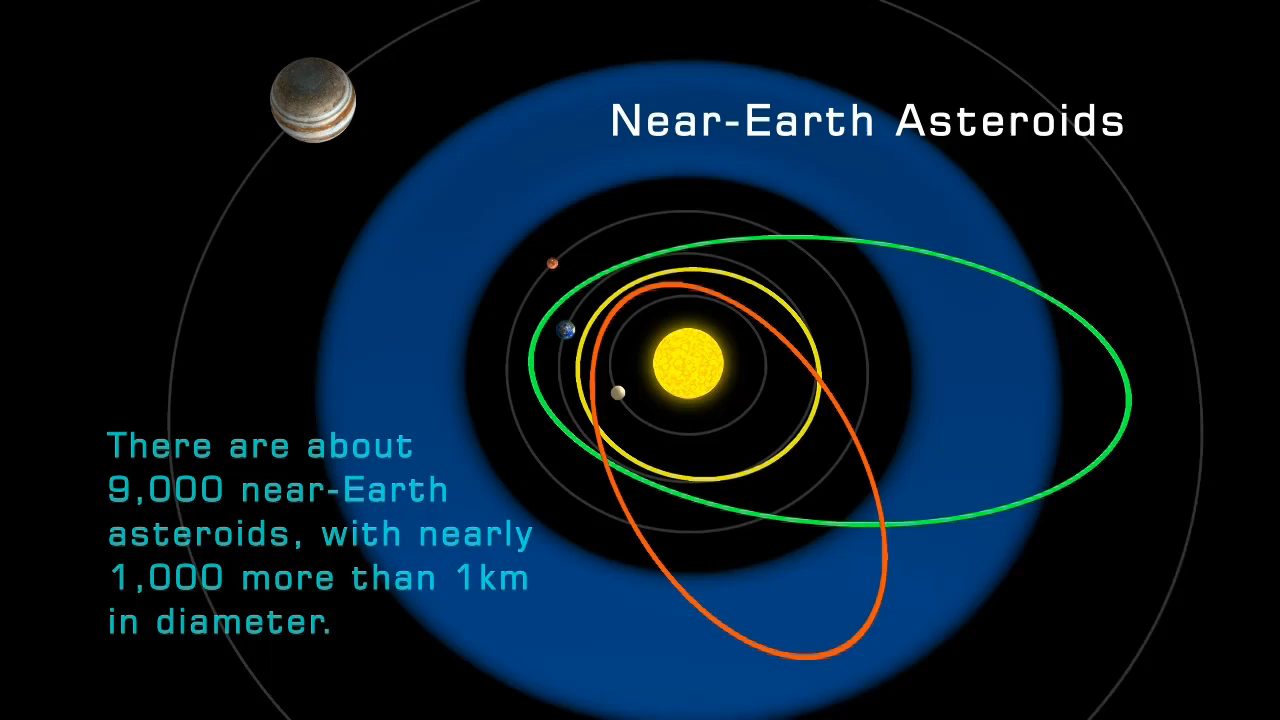 Near-Earth Asteroids
There are about
9,000 near-Earth
asteroids, with nearly
1,000 more than 1km
in diameter.